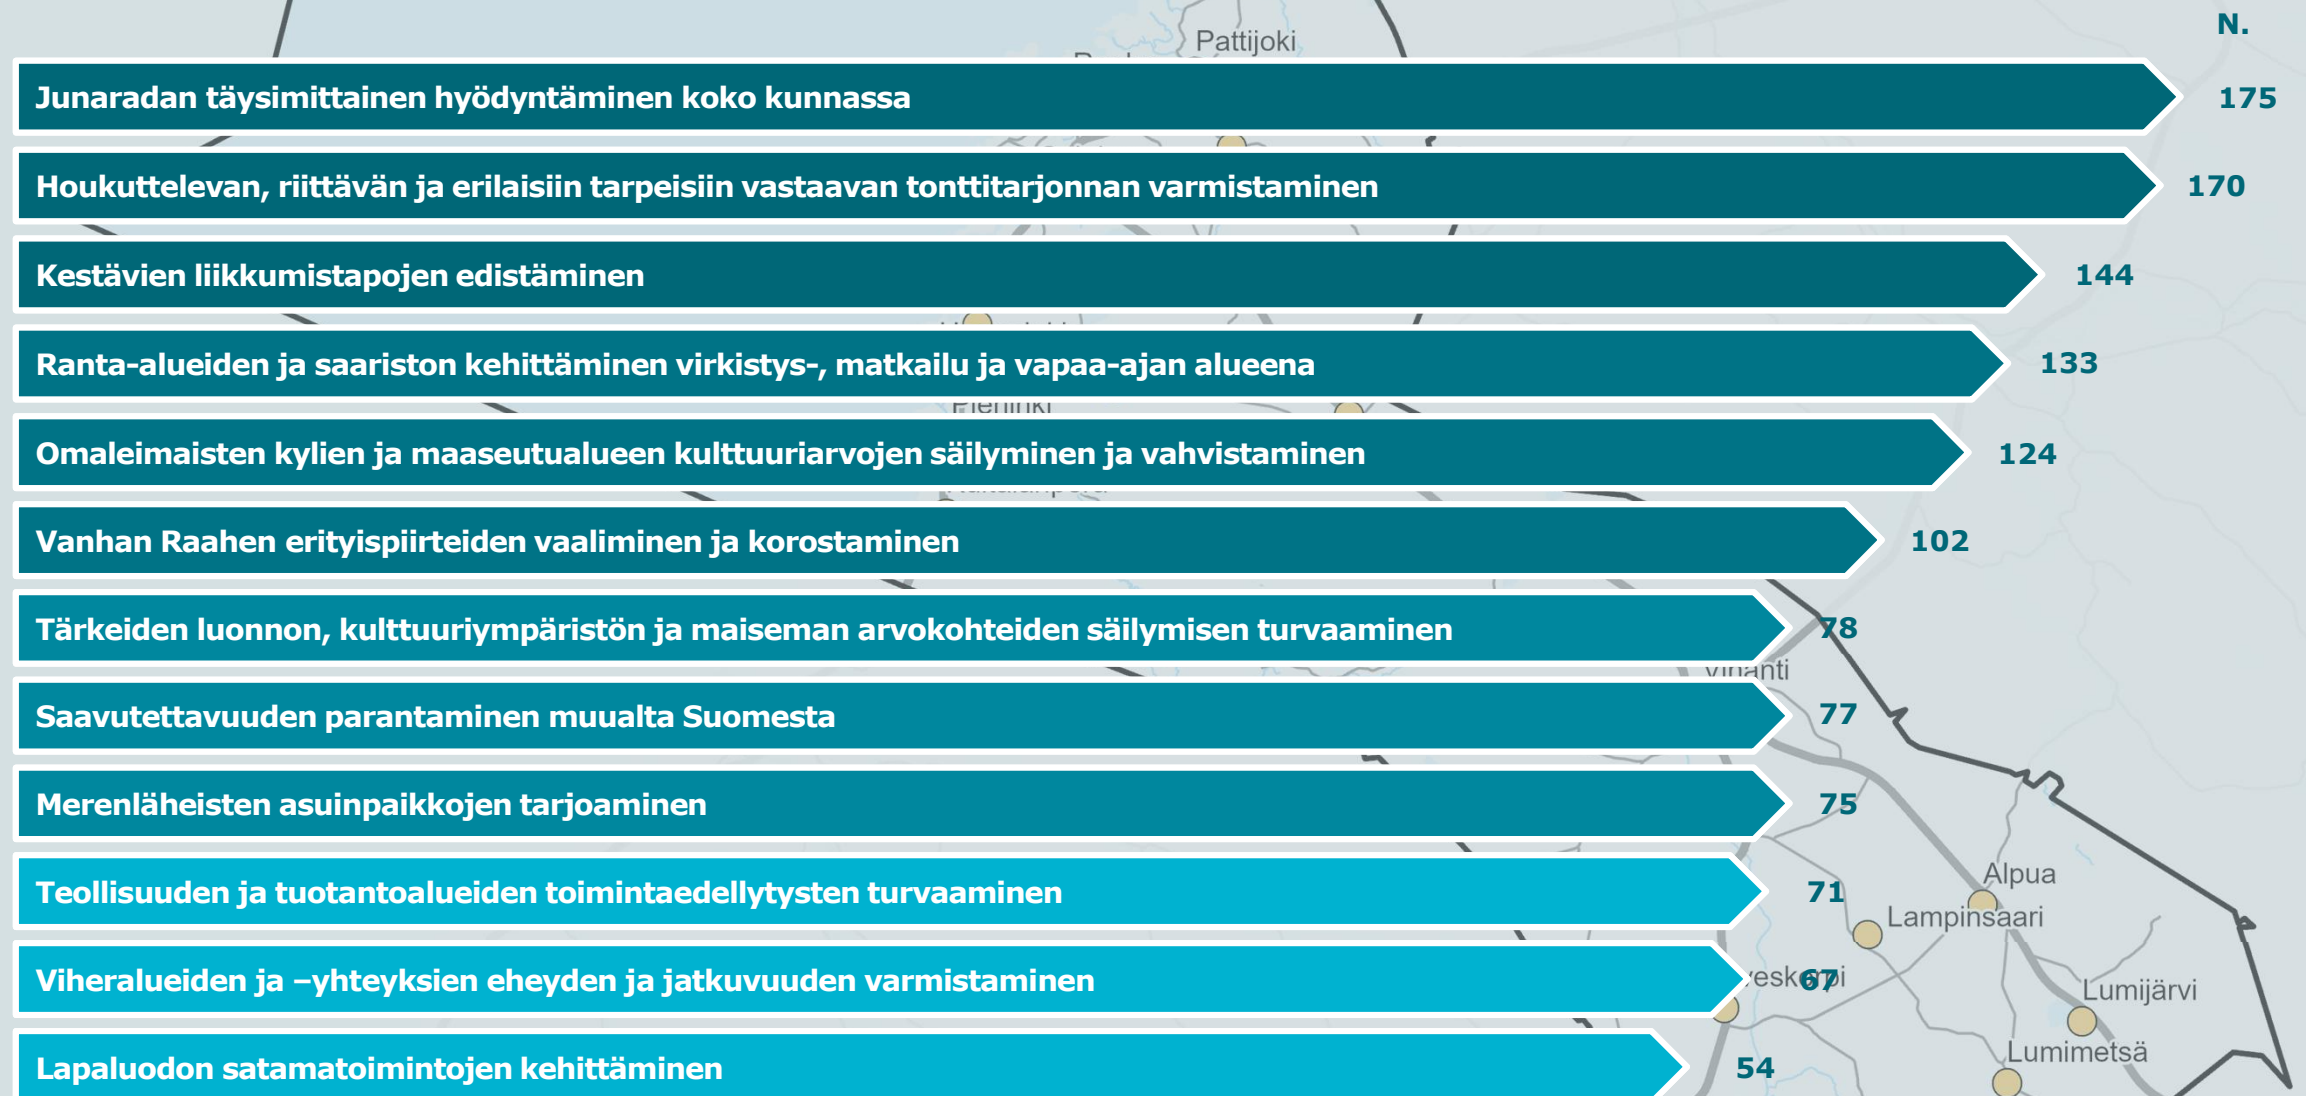 N.
Pattijoki
Junaradan täysimittainen hyödyntäminen koko kunnassa 175
Houkuttelevan, riittävän ja erilaisiin tarpeisiin vastaavan tonttitarjonnan varmistaminen 170
Kestävien liikkumistapojen edistäminen 144
Ranta-alueiden ja saariston kehittäminen virkistys-, matkailu ja vapaa-ajan alueena 133
Omaleimaisten kylien ja maaseutualueen kulttuuriarvojen säilyminen ja vahvistaminen 124
Vanhan Raahen erityispiirteiden vaaliminen ja korostaminen 102
Tärkeiden luonnon, kulttuuriympäristön ja maiseman arvokohteiden säilymisen turvaaminen 78
Vihanti
Saavutettavuuden parantaminen muualta Suomesta 77
Merenläheisten asuinpaikkojen tarjoaminen 75
Alpua
Teollisuuden ja tuotantoalueiden toimintaedellytysten turvaaminen 71
Lampinsaari
Viheralueiden ja –yhteyksien eheyden ja jatkuvuuden varmistaminen 67
Lumijärvi
Lumimetsä
Lapaluodon satamatoimintojen kehittäminen 54